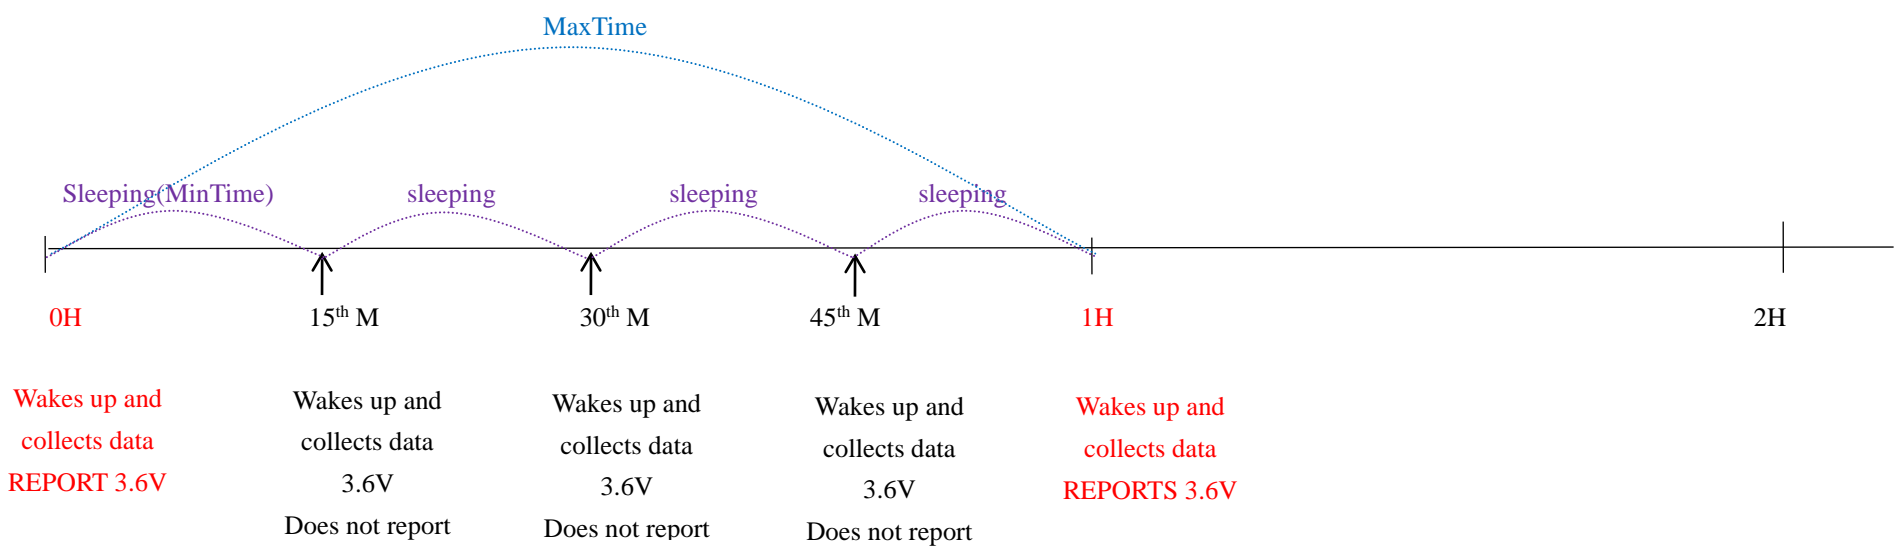 MaxTime
Sleeping(MinTime)
sleeping
sleeping
sleeping
0H
15th M
30th M
45th M
1H
2H
Wakes up and
collects data
REPORT 3.6V
Wakes up and
collects data
3.6V
Does not report
Wakes up and
collects data
3.6V
Does not report
Wakes up and
collects data
3.6V
Does not report
Wakes up and
collects data
REPORTS 3.6V